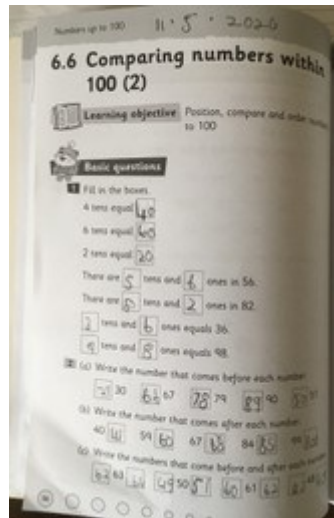 Numbers up to 100 11.5.2020
6.6 Comparing numbers within
100 (2)
Learning objective Position, compare and order numbers
to 100
Basic questions
1 Fill in the boxes.
4 tens equal 40
6 tens equal 60
2 tens equal 20
There are 5 tens and 6 ones in 56.
There are 8 tens and 2 ones in 82.
3 tens and 6 ones equals 36.
9 tens and 8 ones equals 98.
2 (a) Write the number that comes before each number.
30 66 67 78 79 89 90
(b) Write the number that comes after each number.
40 41 59 60 67 68 84 85
(c) Write the numbers that come before and after each number.
62 63 49 50 51 60 61 62